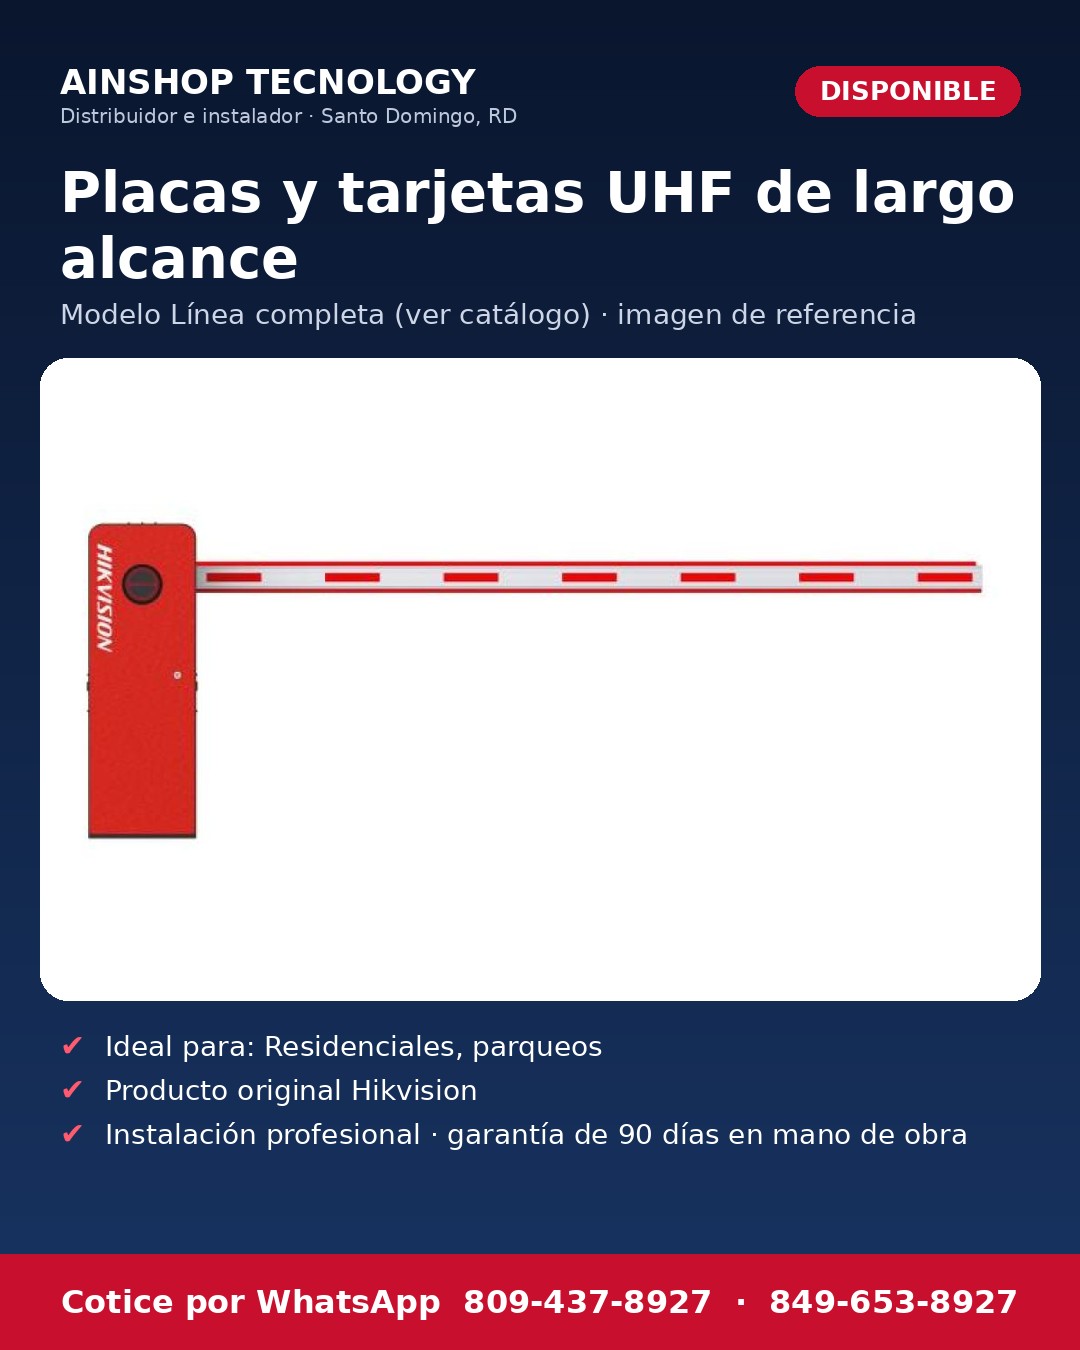 AINSHOP TECNOLOGY
Distribuidor e instalador · Santo Domingo, RD
DISPONIBLE
Placas y tarjetas UHF de largo
alcance
Modelo Línea completa (ver catálogo) · imagen de referencia
HIKVISION
✔ Ideal para: Residenciales, parqueos
✔ Producto original Hikvision
✔ Instalación profesional · garantía de 90 días en mano de obra
Cotice por WhatsApp 809-437-8927 · 849-653-8927